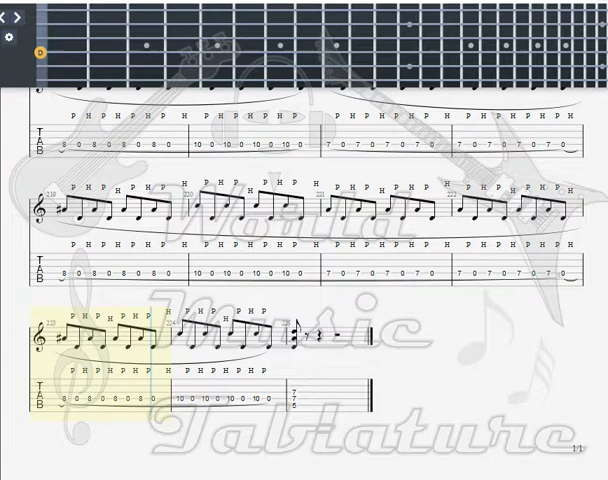 D
P H P H P H P H P H P H P H P P H P H P H P H P H P H P H
T
A
B
8 0 8 0 8 0 8 0 10 0 10 0 10 0 10 0 7 0 7 0 7 0 7 0 7 0 7 0 7 0 7 0
219 P H P H P H P H 220 P H P H P H P H 221 P H P H P H P H 222 P H P H P H P H
World
P H P H P H P H P H P H P H P H P H P H P H P H P H P H P H P H
T
A
B
8 0 8 0 8 0 8 0 10 0 10 0 10 0 10 0 7 0 7 0 7 0 7 0 7 0 7 0 7 0 7 0
223 P H P H P H P H 224 P H P H P H P 225
Music
P H P H P H P H P H P H P H P
T
A
B
8 0 8 0 8 0 8 0 10 0 10 0 10 0 10 0 7 7 5
Tablature
1/1